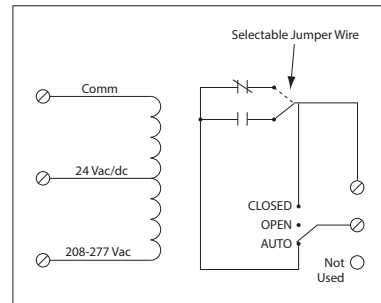 Selectable Jumper Wire
Comm
24 Vac/dc
208-277 Vac
CLOSED
OPEN
AUTO
Not
Used